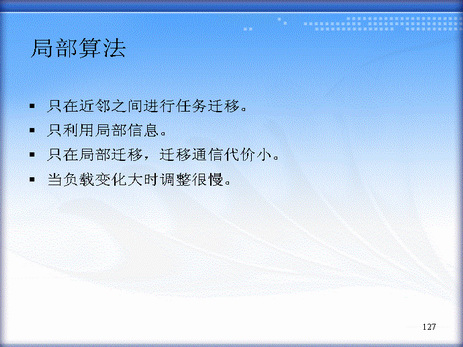 局部算法
▪ 只在近邻之间进行任务迁移。
▪ 只利用局部信息。
▪ 只在局部迁移，迁移通信代价小。
▪ 当负载变化大时调整很慢。
127